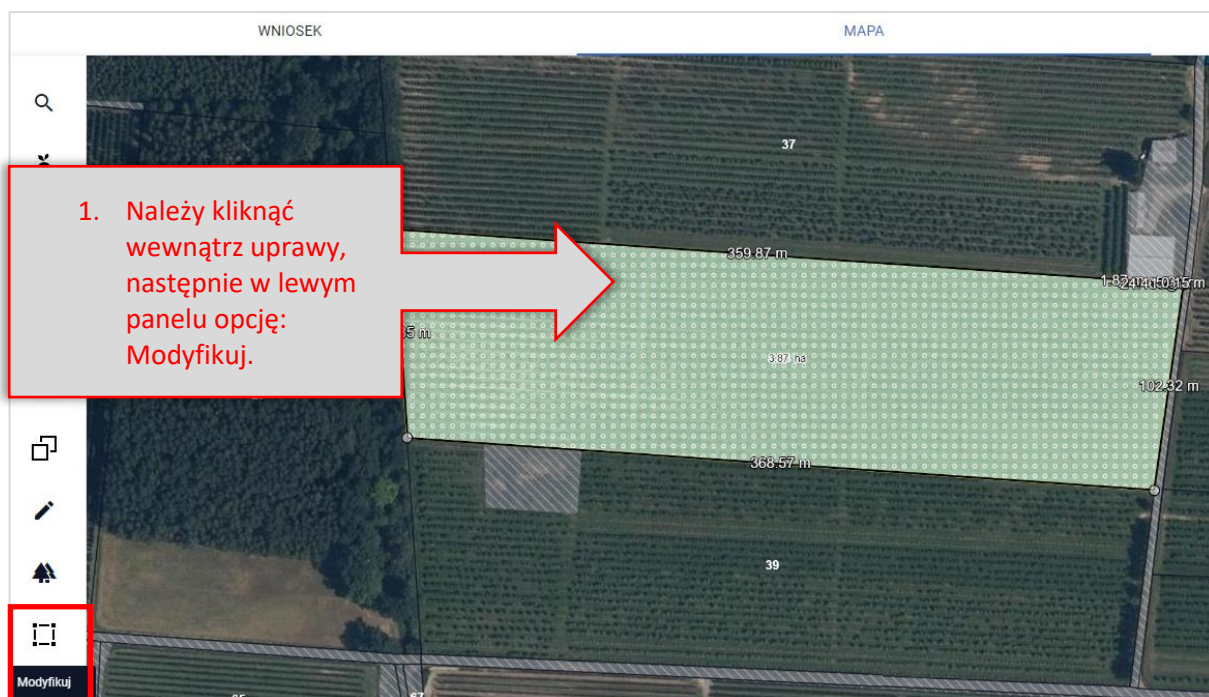 WNIOSEK
MAPA
37
1. Należy kliknąć
wewnątrz uprawy,
następnie w lewym
panelu opcję:
Modyfikuj.
359.87 m
3.87 ha
102.32 m
368.57 m
39
Modyfikuj
67